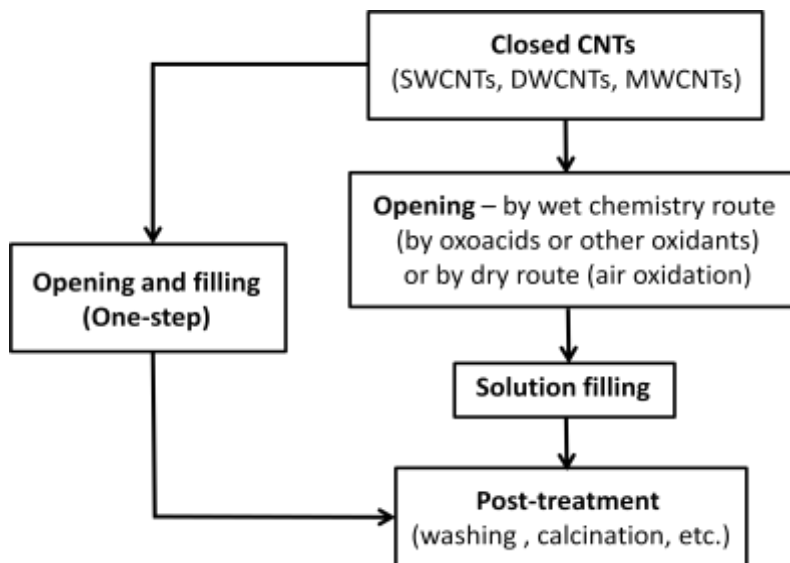 Closed CNTs
(SWCNTs, DWCNTs, MWCNTs)
Opening – by wet chemistry route
(by oxoacids or other oxidants)
or by dry route (air oxidation)
Opening and filling
(One-step)
Solution filling
Post-treatment
(washing , calcination, etc.)